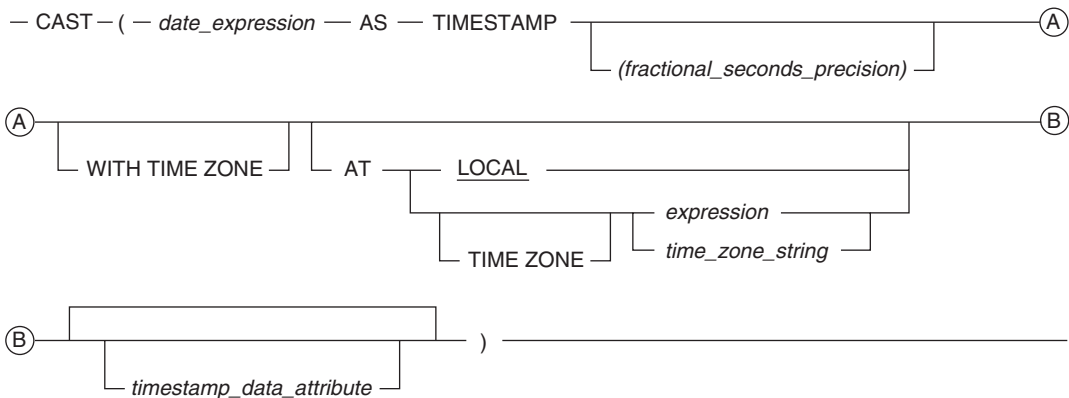 CAST ( date_expression AS TIMESTAMP A
(fractional_seconds_precision)
A B
WITH TIME ZONE AT LOCAL
expression
TIME ZONE time_zone_string
B )
timestamp_data_attribute